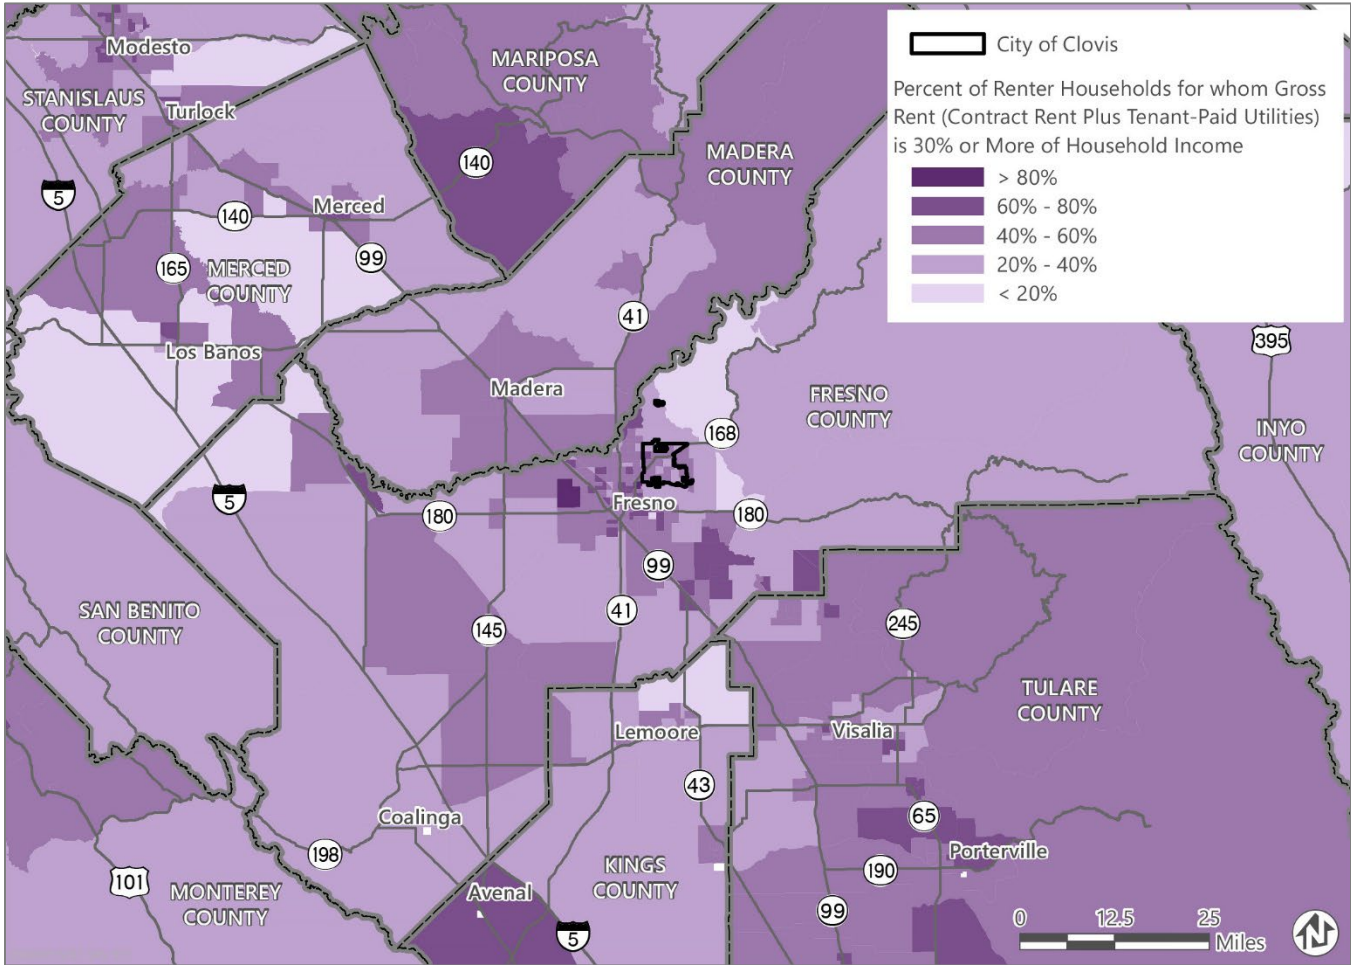 City of Clovis
Percent of Renter Households for whom Gross
Rent (Contract Rent Plus Tenant-Paid Utilities)
is 30% or More of Household Income
> 80%
60% - 80%
40% - 60%
20% - 40%
< 20%
Modesto
MARIPOSA
COUNTY
STANISLAUS
COUNTY
Turlock
MADERA
COUNTY
140
5
Merced
140
99
165
MERCED
COUNTY
41
395
Los Banos
Madera
FRESNO
COUNTY
168
INYO
COUNTY
5
180
Fresno
180
99
SAN BENITO
COUNTY
41
145
245
TULARE
COUNTY
Lemoore
Visalia
43
Coalinga
65
198
Porterville
KINGS
COUNTY
190
101
MONTEREY
COUNTY
Avenal
99
5
0
12.5
25
Miles
N